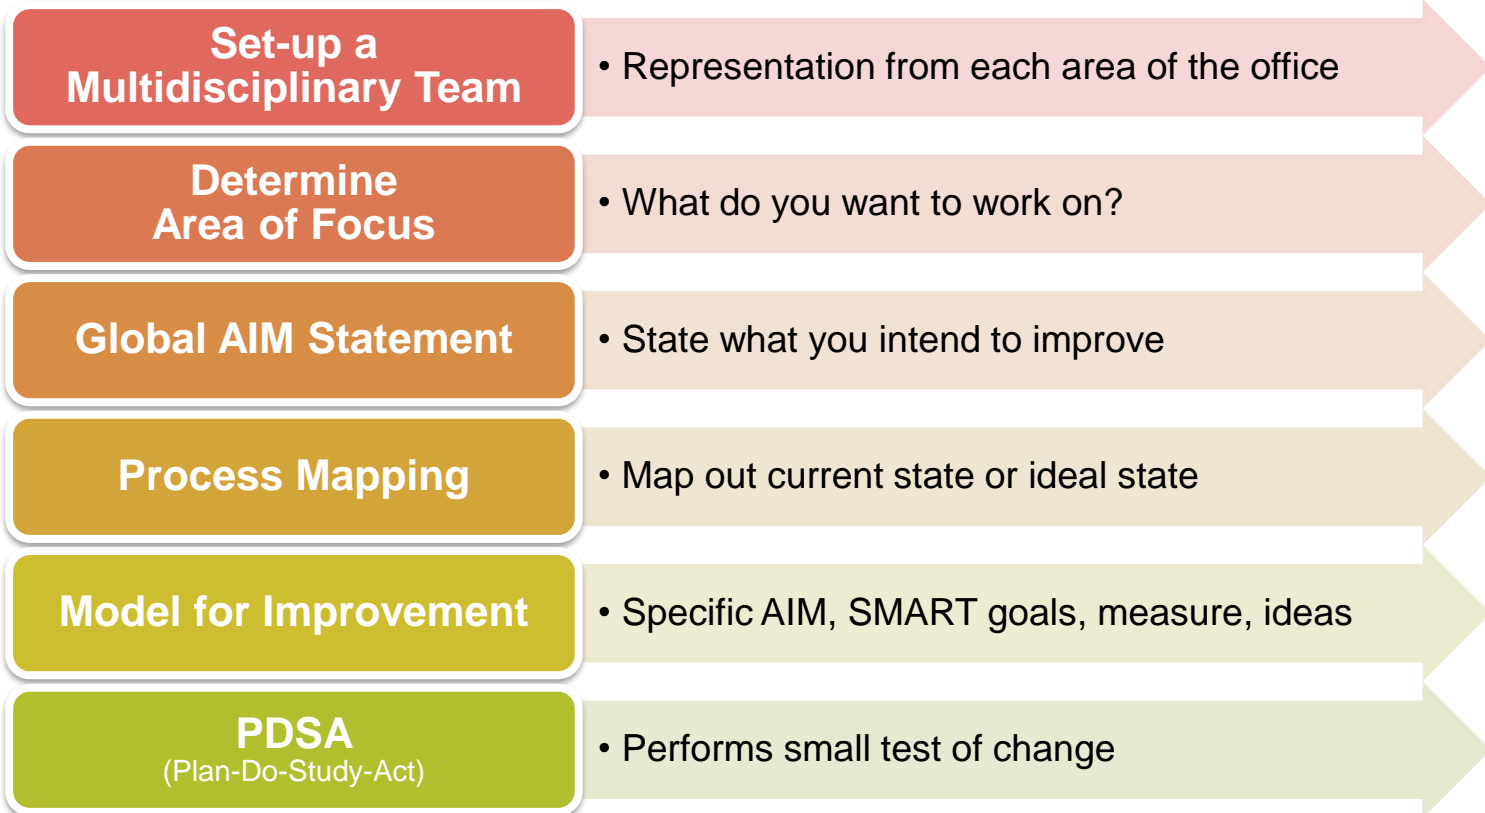 Set-up a
Multidisciplinary Team
• Representation from each area of the office
Determine
Area of Focus
• What do you want to work on?
Global AIM Statement
• State what you intend to improve
Process Mapping
• Map out current state or ideal state
Model for Improvement
• Specific AIM, SMART goals, measure, ideas
PDSA
(Plan-Do-Study-Act)
• Performs small test of change